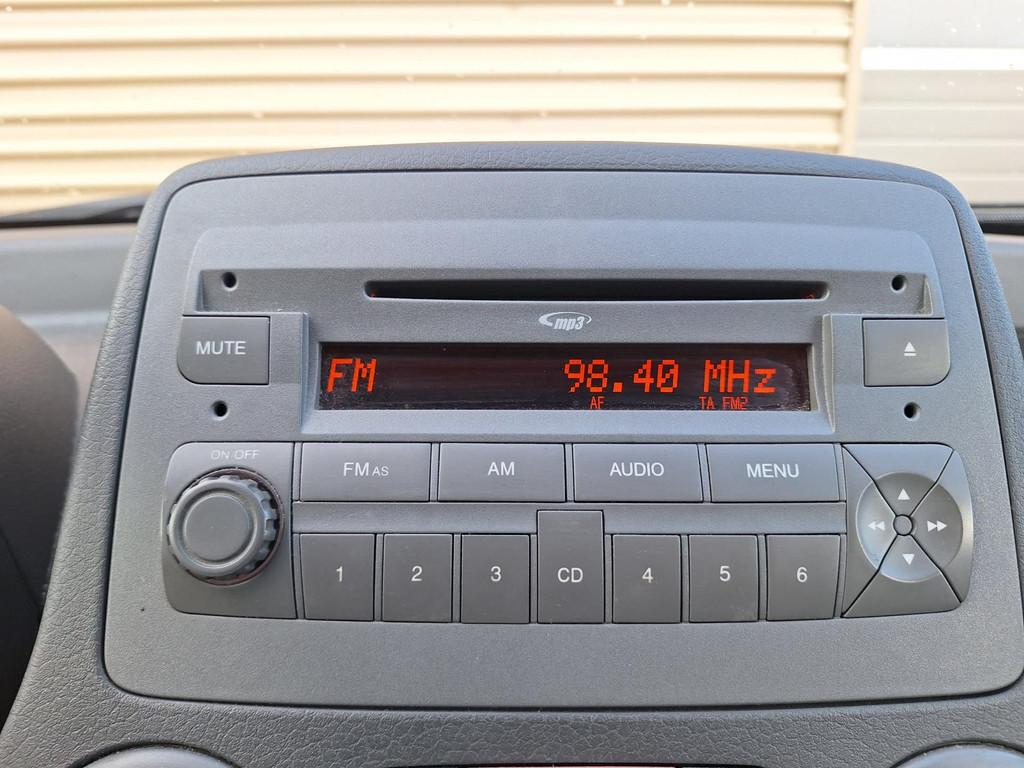 mp3
MUTE
FM 98.40 MHz
AF TA FM2
ON OFF
FM AS AM AUDIO MENU
1 2 3 CD 4 5 6